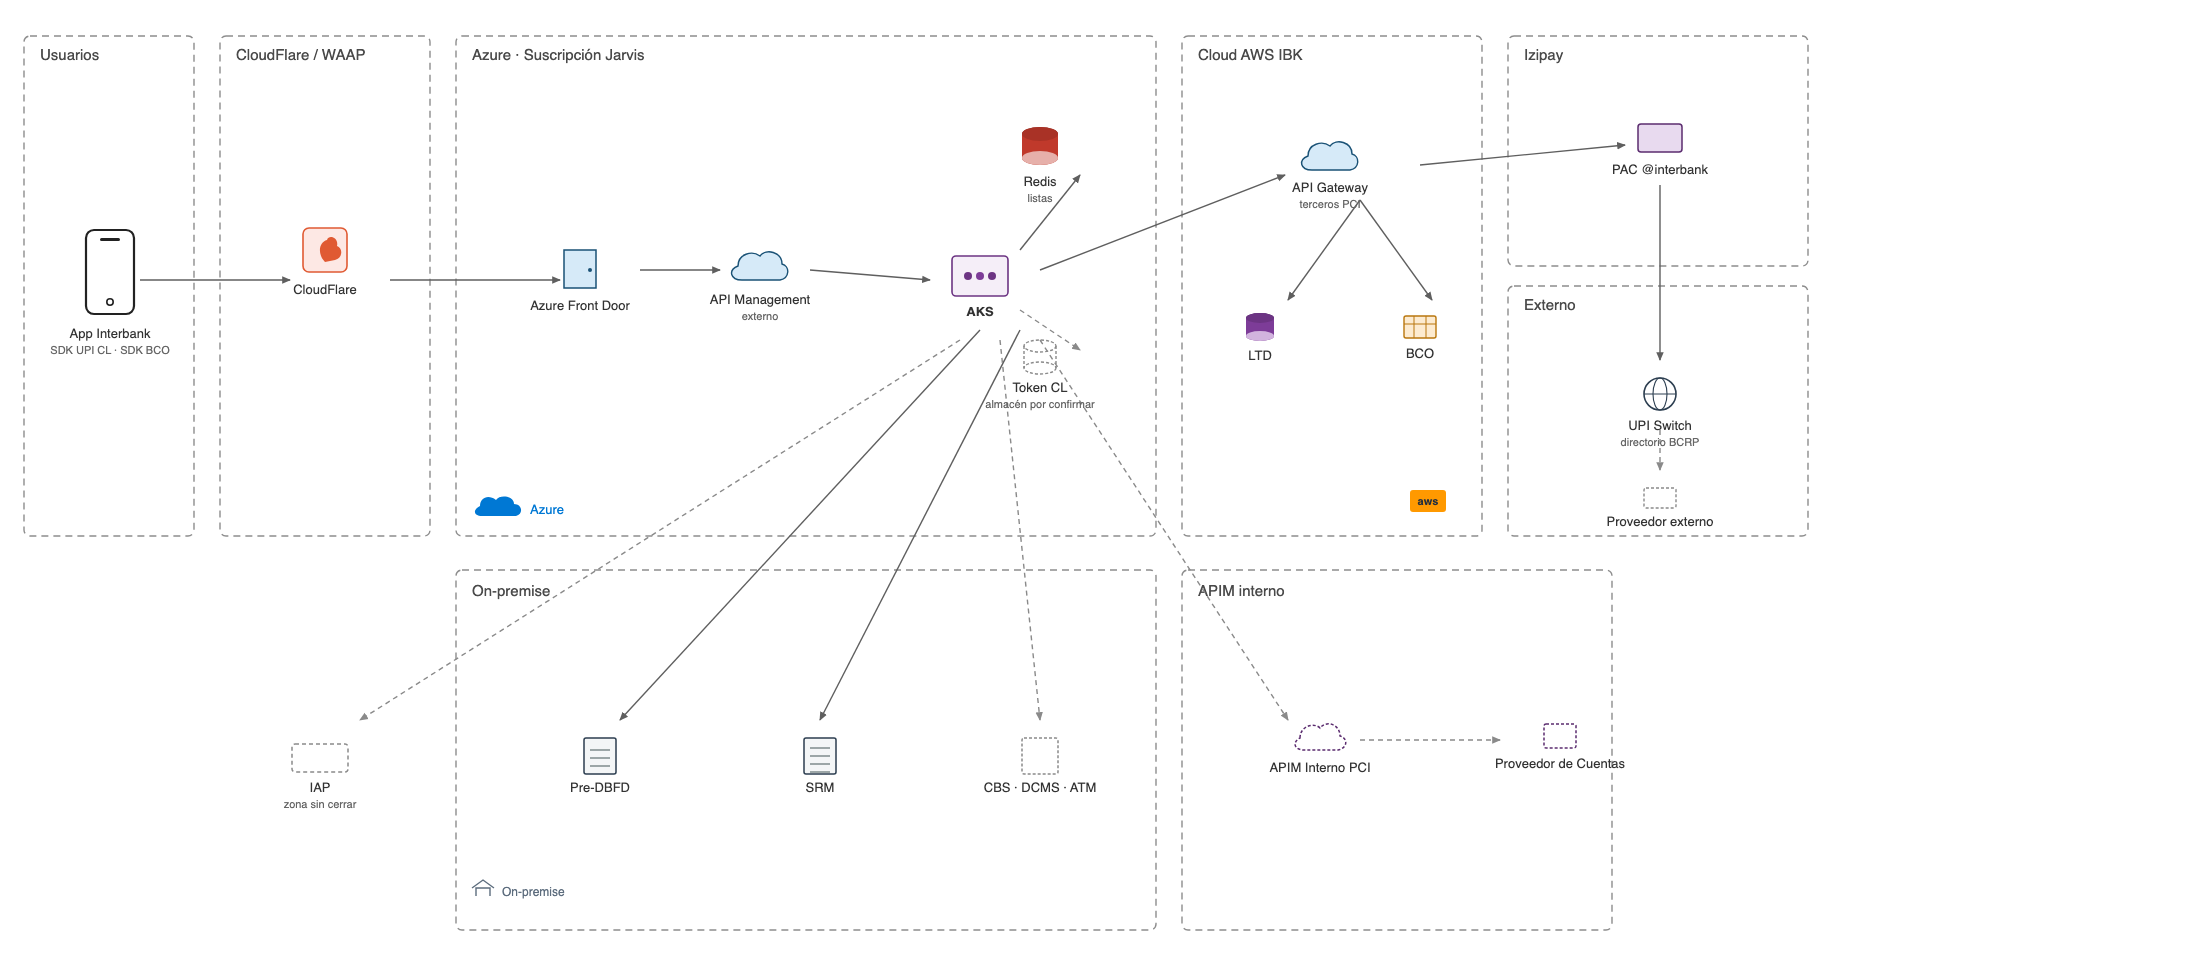 Usuarios
CloudFlare / WAAP
Azure · Suscripción Jarvis
Cloud AWS IBK
Izipay
App Interbank
SDK UPI CL · SDK BCO
CloudFlare
Azure Front Door
API Management
externo
Redis
listas
AKS
Token CL
almacén por confirmar
Azure
API Gateway
terceros PCI
LTD
BCO
aws
PAC @interbank
Externo
UPI Switch
directorio BCRP
Proveedor externo
On-premise
APIM interno
IAP
zona sin cerrar
Pre-DBFD
SRM
CBS · DCMS · ATM
APIM Interno PCI
Proveedor de Cuentas
On-premise